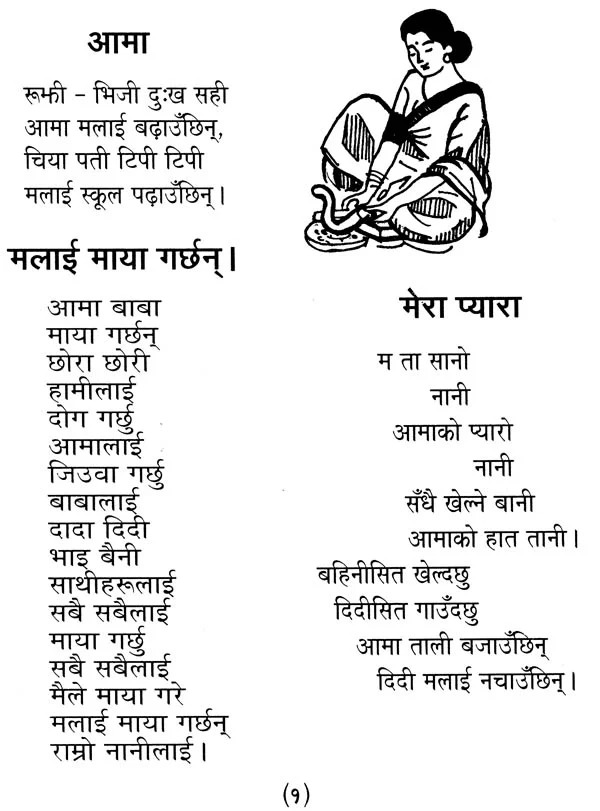 आमा
रूझी - भिजी दुःख सही
आमा मलाई बढ़ाउँछिन्,
चिया पती टिपी टिपी
मलाई स्कूल पढ़ाउँछिन् ।
मलाई माया गर्छन् ।
आमा बाबा
माया गर्छन्
छोरा छोरी
हामीलाई
दोग गर्छु
आमालाई
जिउवा गर्छु
बाबालाई
दादा दिदी
भाइ बैनी
साथीहरूलाई
सबै सबैलाई
माया गर्छु
सबै सबैलाई
मैले माया गरे
मलाई माया गर्छन्
राम्रो नानीलाई ।
मेरा प्यारा
म ता सानो
नानी
आमाको प्यारो
नानी
सँधै खेल्ने बानी
आमाको हात तानी ।
बहिनीसित खेल्दछु
दिदीसित गाउँदछु
आमा ताली बजाउँछिन्
दिदी मलाई नचाउँछिन् ।
(१)